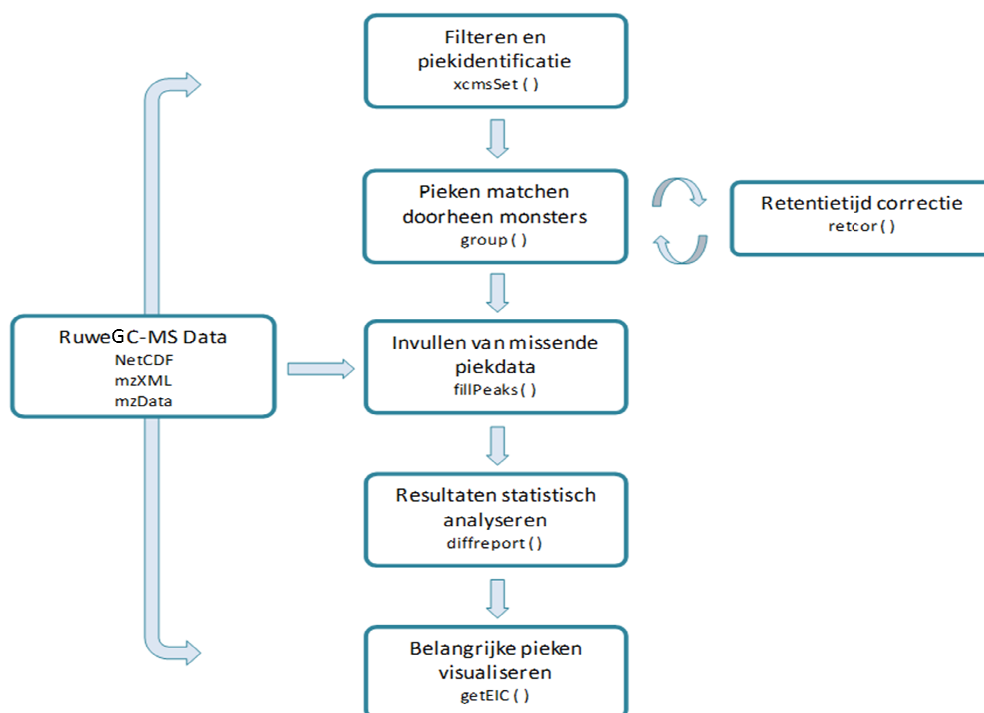 Filteren en
piekidentificatie
xcmsSet ( )
Pieken matchen
doorheen monsters
group ( )
Retentietijd correctie
retcor ( )
RuweGC-MS Data
NetCDF
mzXML
mzData
Invullen van missende
piekdata
fillPeaks ( )
Resultaten statistisch
analyseren
diffreport ( )
Belangrijke pieken
visualiseren
getEIC ( )